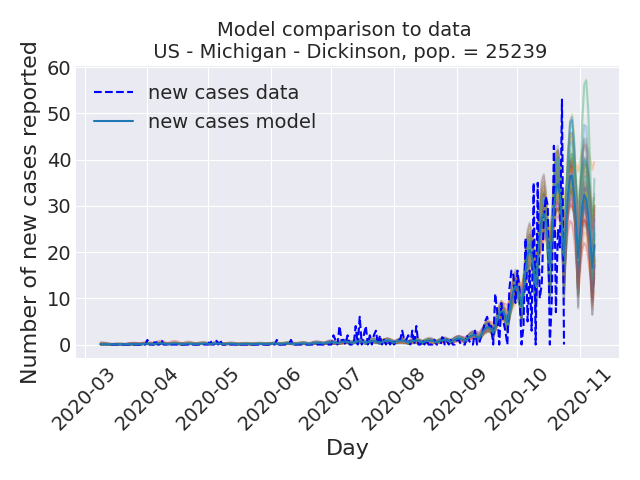 Model comparison to data
US - Michigan - Dickinson, pop. = 25239
Number of new cases reported
60
50
40
30
20
10
0
new cases data
new cases model
2020-03
2020-04
2020-05
2020-06
2020-07
2020-08
2020-09
2020-10
2020-11
Day